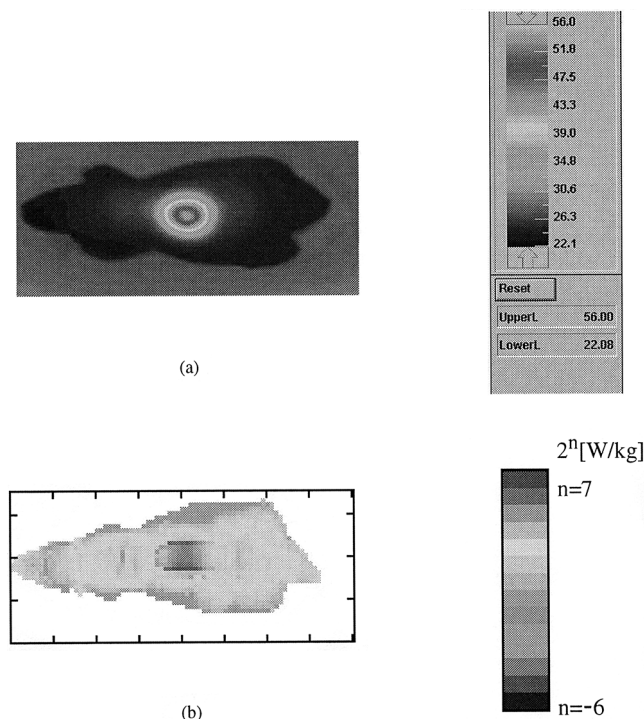 56.0
51.8
47.5
43.3
39.0
34.8
30.6
26.3
22.1
Reset
UpperL 56.00
LowerL 22.08
(a)
2ⁿ[W/kg]
n=7
n=-6
(b)